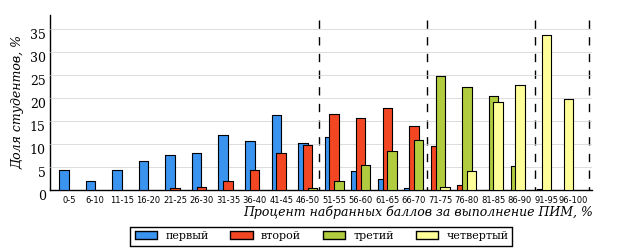 Доля студентов, %
35
30
25
20
15
10
5
0
0-5 6-10 11-15 16-20 21-25 26-30 31-35 36-40 41-45 46-50 51-55 56-60 61-65 66-70 71-75 76-80 81-85 86-90 91-95 96-100
Процент набранных баллов за выполнение ПИМ, %
первый второй третий четвертый